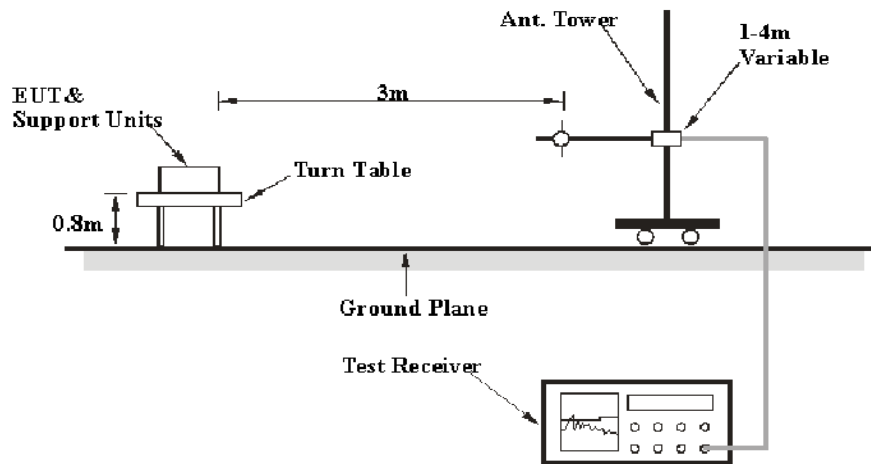 Ant. Tower
1-4m
Variable
3m
EUT&
Support Units
Turn Table
0.8m
Ground Plane
Test Receiver